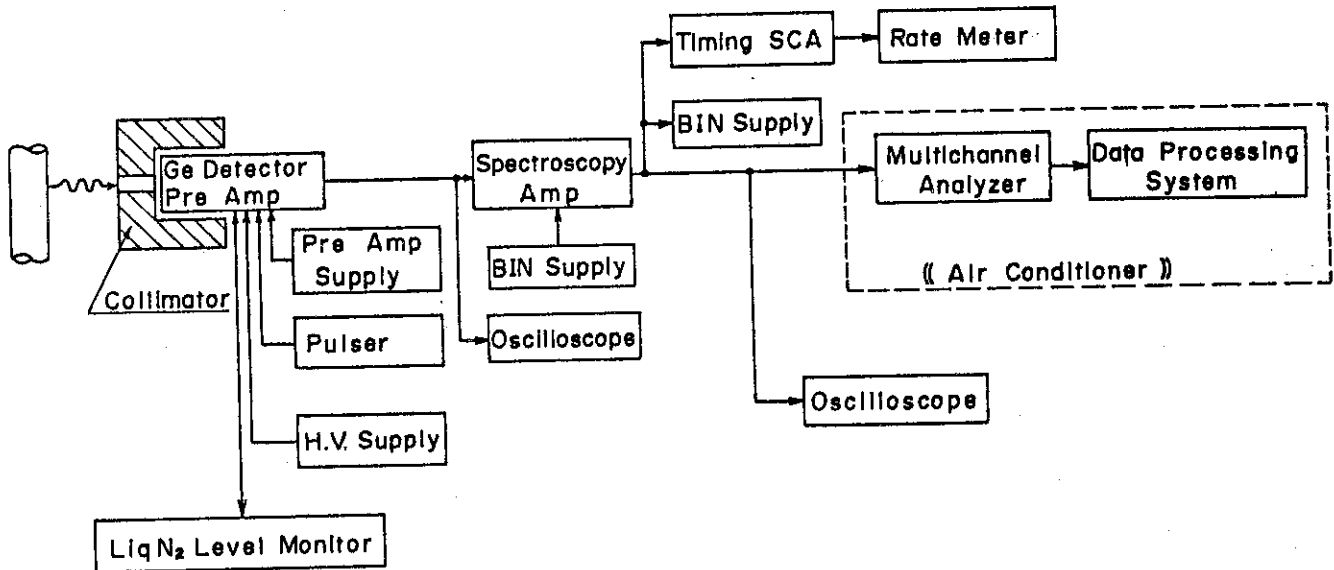 Timing SCA
Rate Meter
BIN Supply
Ge Detector
Pre Amp
Spectroscopy
Amp
Multichannel
Analyzer
Data Processing
System
Pre Amp
Supply
BIN Supply
(( Air Conditioner ))
Collimator
Pulser
Oscilloscope
Oscilloscope
H.V. Supply
Liq N₂ Level Monitor